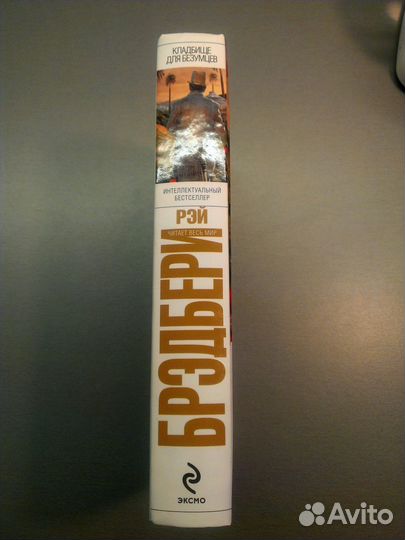 КЛАДБИЩЕ
ДЛЯ БЕЗУМЦЕВ
ИНТЕЛЛЕКТУАЛЬНЫЙ
БЕСТСЕЛЛЕР
РЭЙ
ЧИТАЕТ ВЕСЬ МИР
БРЭДБЕРИ
ЭКСМО
Avito